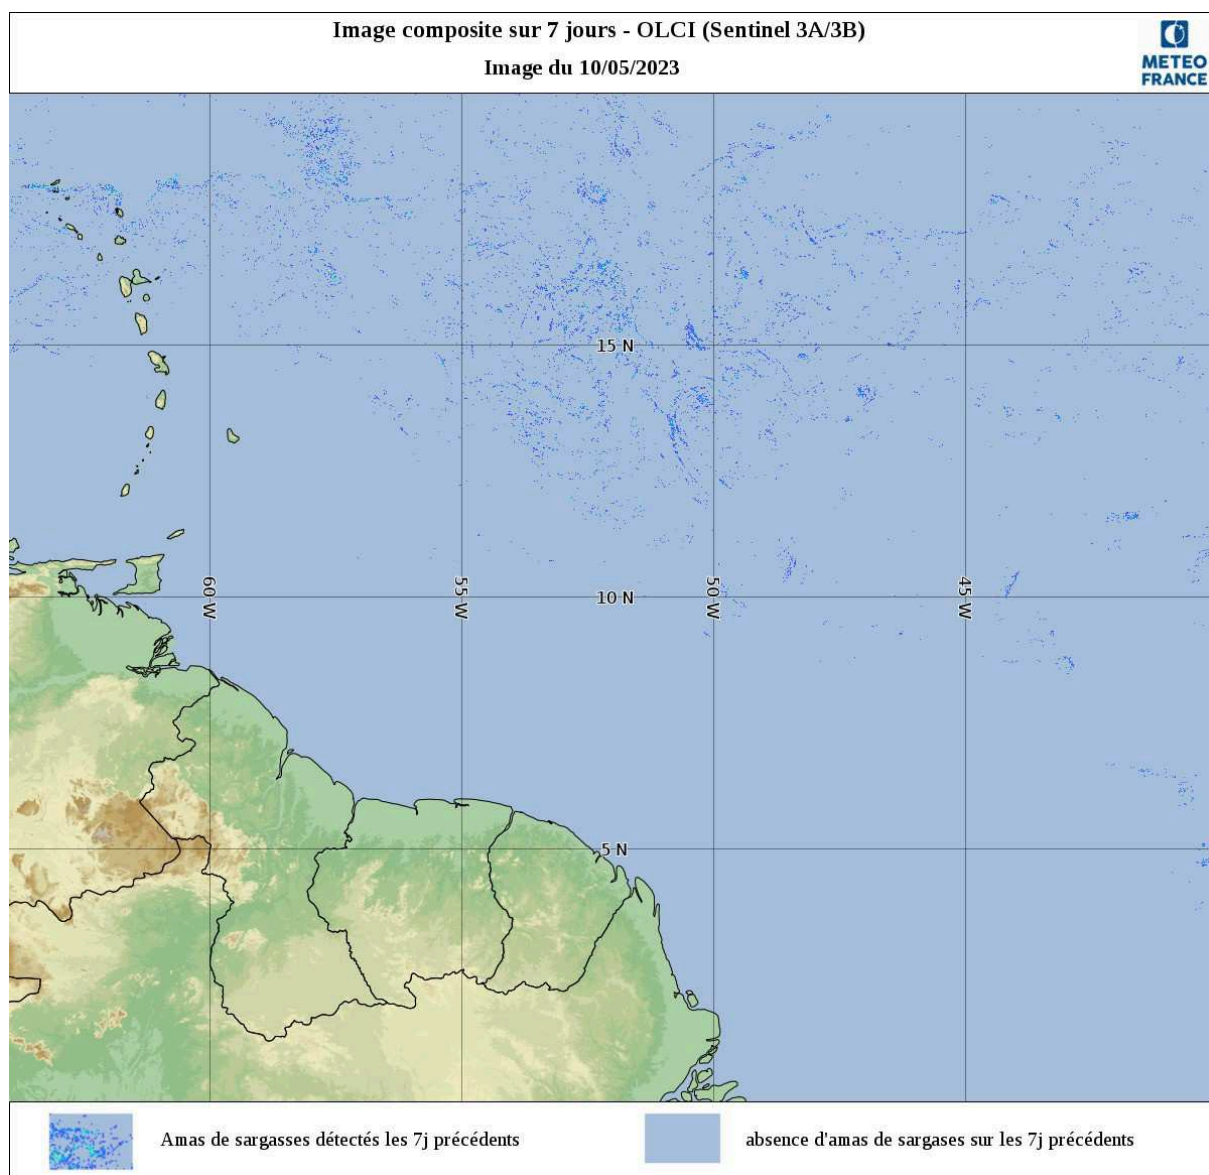 Image composite sur 7 jours - OLCI (Sentinel 3A/3B)
Image du 10/05/2023
METEO
FRANCE
15 N
60 W
55 W
10 N
50 W
45 W
5 N
Amas de sargasses détectés les 7j précédents
absence d'amas de sargases sur les 7j précédents